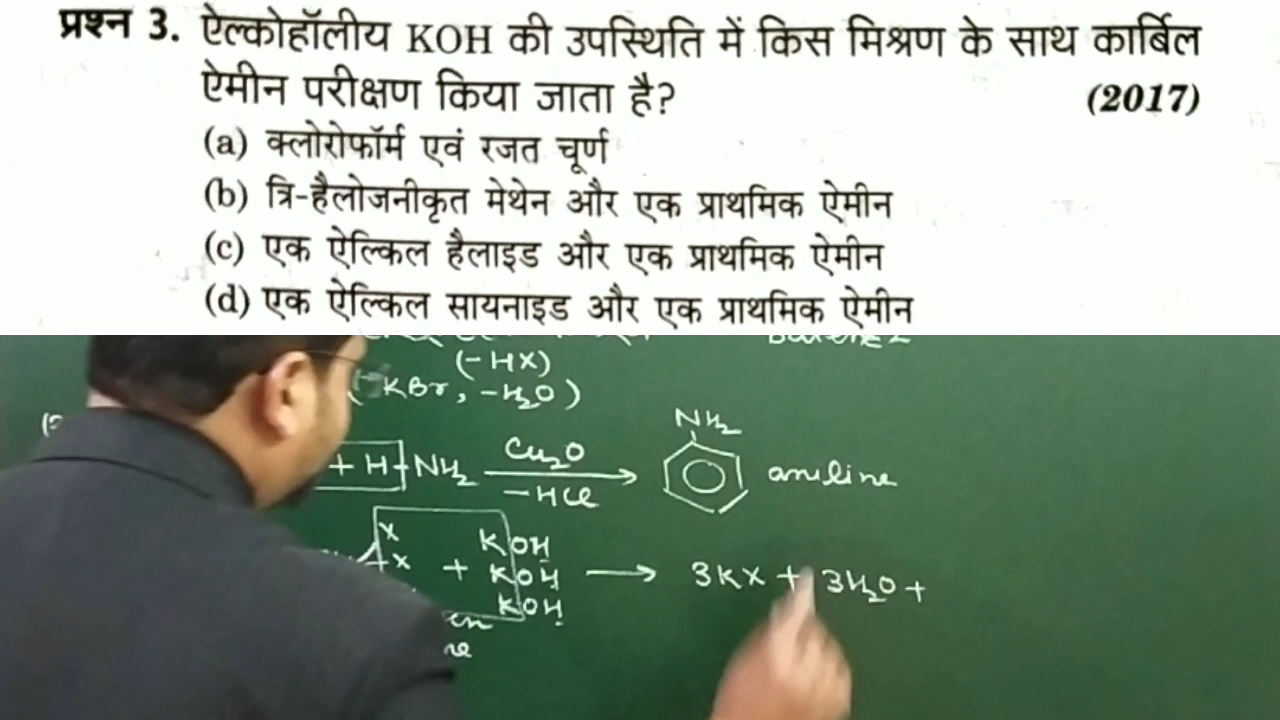 प्रश्न 3. ऐल्कोहॉलीय KOH की उपस्थिति में किस मिश्रण के साथ कार्बिल
ऐमीन परीक्षण किया जाता है? (2017)
(a) क्लोरोफॉर्म एवं रजत चूर्ण
(b) त्रि-हैलोजनीकृत मेथेन और एक प्राथमिक ऐमीन
(c) एक ऐल्किल हैलाइड और एक प्राथमिक ऐमीन
(d) एक ऐल्किल सायनाइड और एक प्राथमिक ऐमीन
(-HX)
KBr, -H₂O)
NH₂
+ H-NH₂ Cu₂O aniline
-HCl
x KOH
x + KOH → 3KX + 3H₂O +
KOH